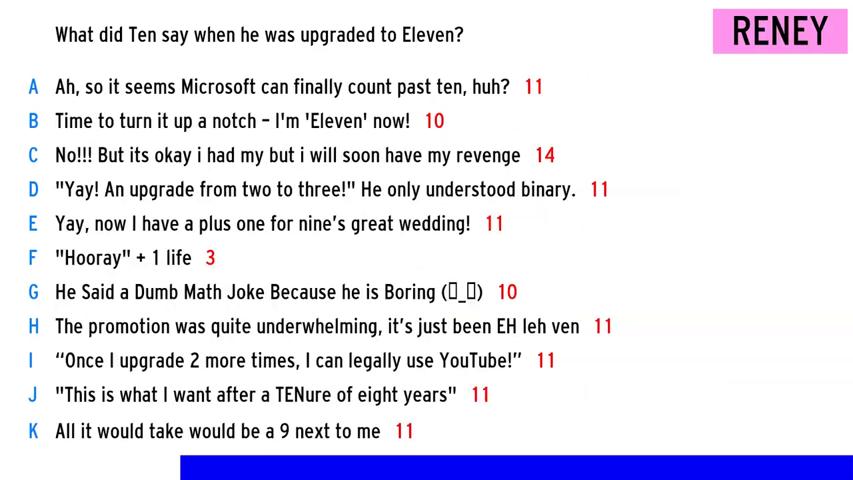 What did Ten say when he was upgraded to Eleven?
RENEY
A Ah, so it seems Microsoft can finally count past ten, huh? 11
B Time to turn it up a notch – I'm 'Eleven' now! 10
C No!!! But its okay i had my but i will soon have my revenge 14
D "Yay! An upgrade from two to three!" He only understood binary. 11
E Yay, now I have a plus one for nine’s great wedding! 11
F "Hooray" + 1 life 3
G He Said a Dumb Math Joke Because he is Boring (▯_▯) 10
H The promotion was quite underwhelming, it’s just been EH leh ven 11
I “Once I upgrade 2 more times, I can legally use YouTube!” 11
J "This is what I want after a TENure of eight years" 11
K All it would take would be a 9 next to me 11